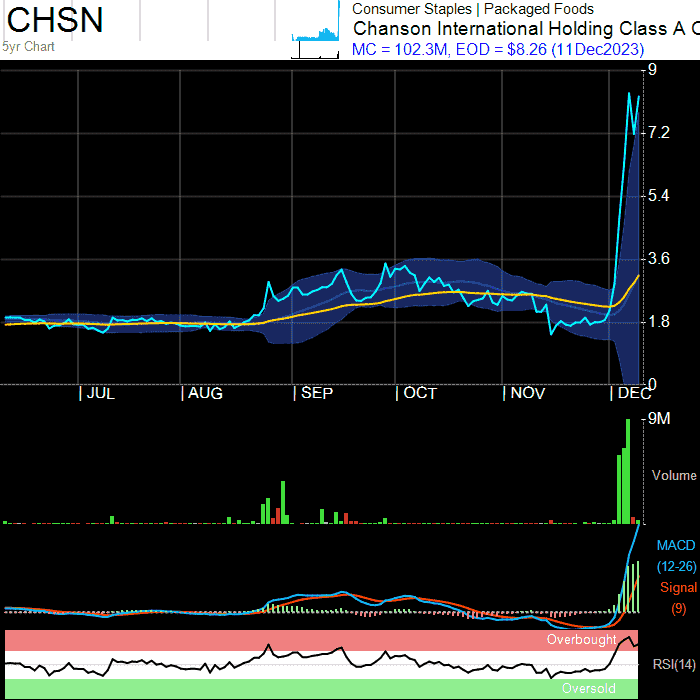 CHSN
5yr Chart
Consumer Staples | Packaged Foods
Chanson International Holding Class A O
MC = 102.3M, EOD = $8.26 (11Dec2023)
9
7.2
5.4
3.6
1.8
0
| JUL | AUG | SEP | OCT | NOV | DEC
9M
Volume
MACD
(12-26)
Signal
(9)
Overbought
RSI(14)
Oversold